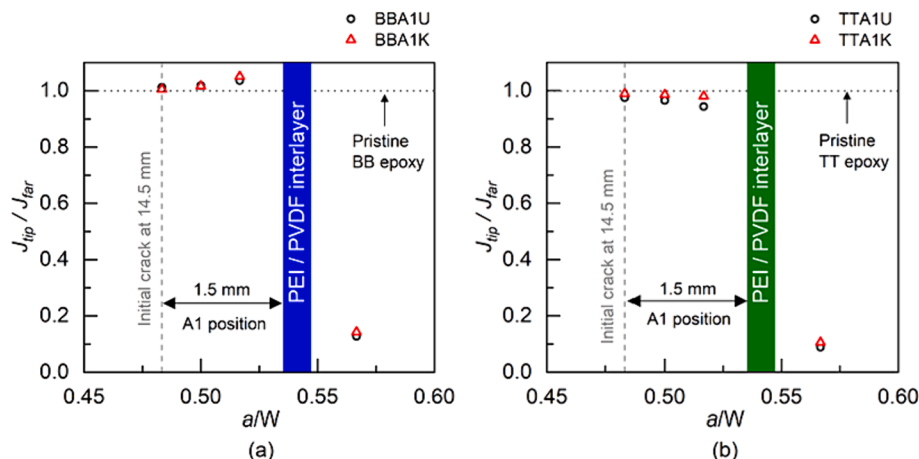 BBA1U
BBA1K
J_tip / J_far
1.0
0.8
0.6
0.4
0.2
0.0
Initial crack at 14.5 mm
PEI / PVDF interlayer
Pristine
BB epoxy
1.5 mm
A1 position
0.45 0.50 0.55 0.60
a/W
(a)
TTA1U
TTA1K
J_tip / J_far
1.0
0.8
0.6
0.4
0.2
0.0
Initial crack at 14.5 mm
PEI / PVDF interlayer
Pristine
TT epoxy
1.5 mm
A1 position
0.45 0.50 0.55 0.60
a/W
(b)